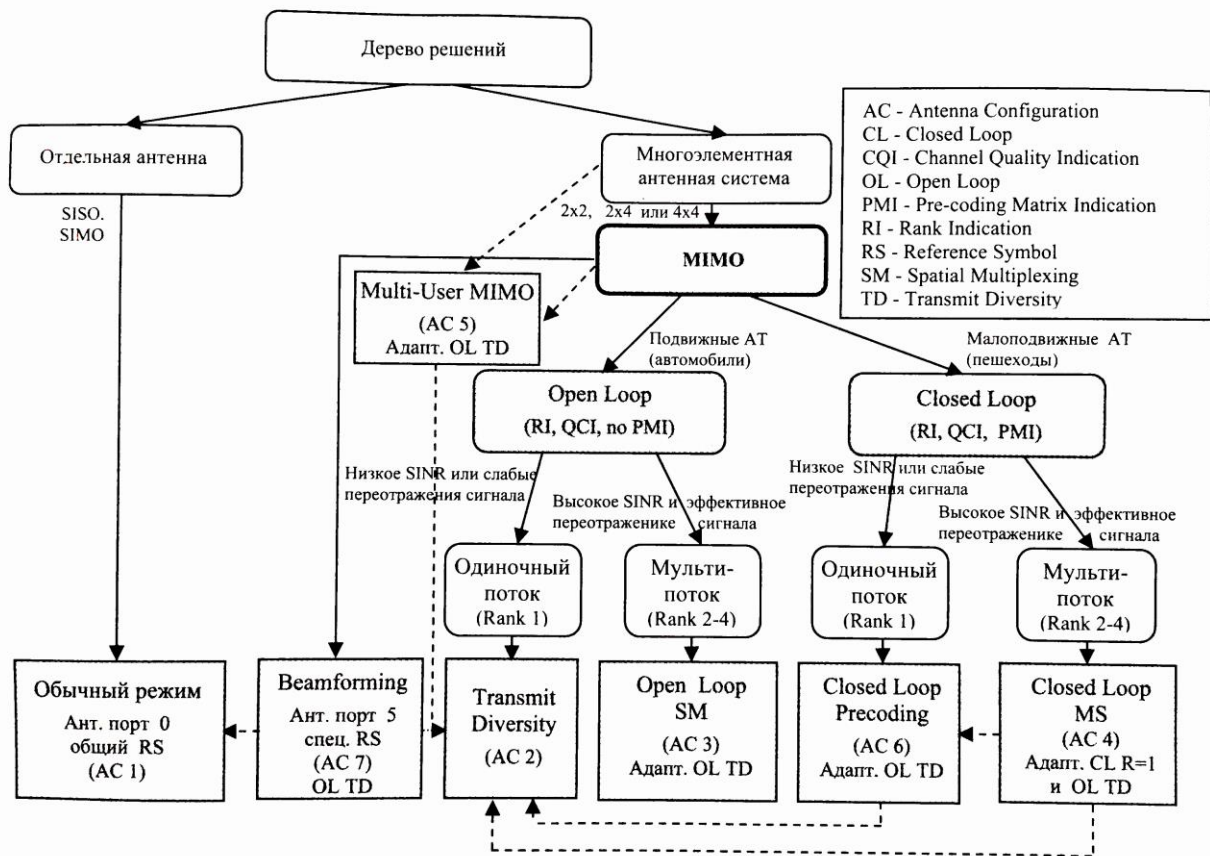 Дерево решений
Отдельная антенна
Многоэлементная
антенная система
AC - Antenna Configuration
CL - Closed Loop
CQI - Channel Quality Indication
OL - Open Loop
PMI - Pre-coding Matrix Indication
RI - Rank Indication
RS - Reference Symbol
SM - Spatial Multiplexing
TD - Transmit Diversity
SISO.
SIMO
2x2, 2x4 или 4x4
MIMO
Multi-User MIMO
(AC 5)
Адапт. OL TD
Подвижные АТ
(автомобили)
Малоподвижные АТ
(пешеходы)
Open Loop
(RI, QCI, no PMI)
Closed Loop
(RI, QCI, PMI)
Низкое SINR или слабые
переотражения сигнала
Высокое SINR и эффективное
переотражение сигнала
Низкое SINR или слабые
переотражения сигнала
Высокое SINR и эффективное
переотраженике сигнала
Одиночный
поток
(Rank 1)
Мульти-
поток
(Rank 2-4)
Одиночный
поток
(Rank 1)
Мульти-
поток
(Rank 2-4)
Обычный режим
Ант. порт 0
общий RS
(AC 1)
Beamforming
Ант. порт 5
спец. RS
(AC 7)
OL TD
Transmit
Diversity
(AC 2)
Open Loop
SM
(AC 3)
Адапт. OL TD
Closed Loop
Precoding
(AC 6)
Адапт. OL TD
Closed Loop
MS
(AC 4)
Адапт. CL R=1
и OL TD